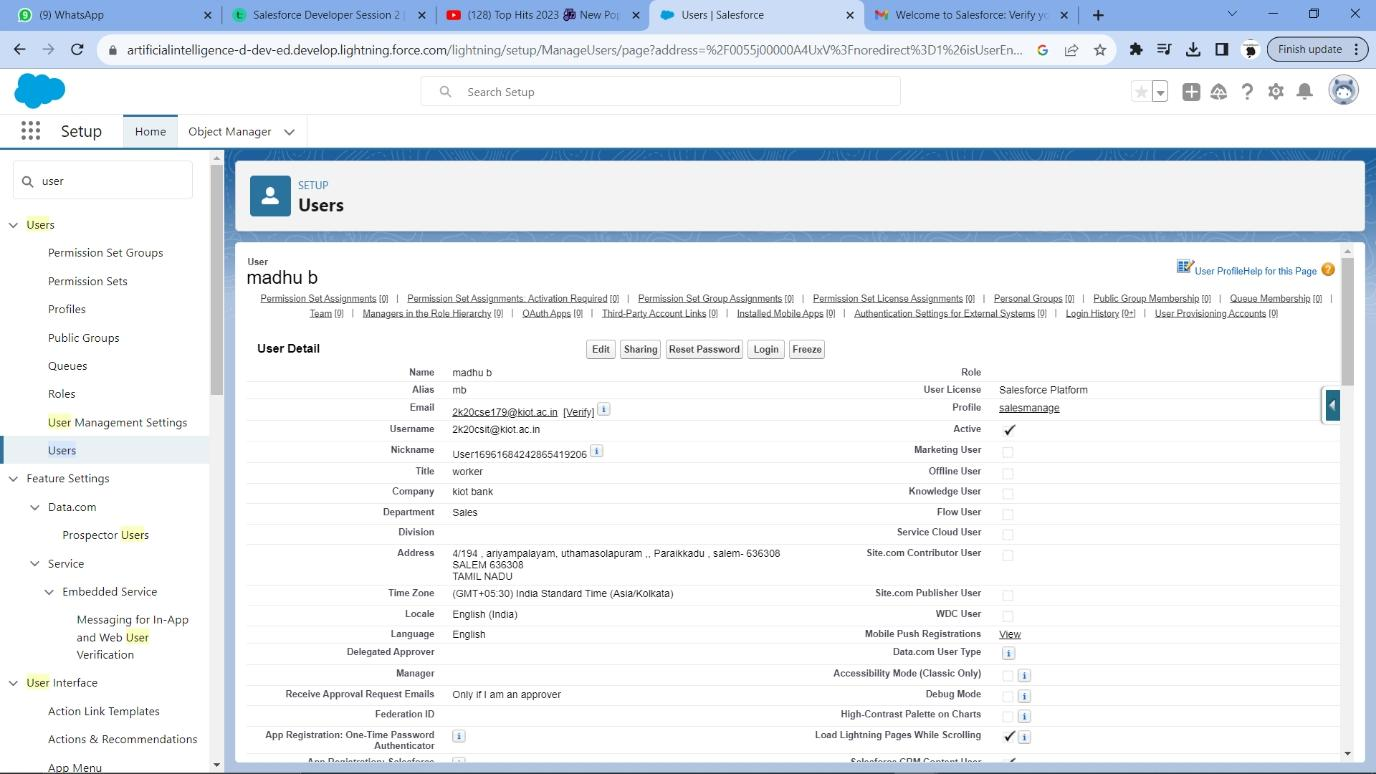 (9) WhatsApp
Salesforce Developer Session 2 |
(128) Top Hits 2023 New Pop
Users | Salesforce
Welcome to Salesforce: Verify yo
artificialintelligence-d-dev-ed.develop.lightning.force.com/lightning/setup/ManageUsers/page?address=%2F0055j00000A4UxV%3Fnoredirect%3D1%26isUserEn...
Finish update
Search Setup
Setup
Home
Object Manager
user
Users
Permission Set Groups
Permission Sets
Profiles
Public Groups
Queues
Roles
User Management Settings
Users
Feature Settings
Data.com
Prospector Users
Service
Embedded Service
Messaging for In-App
and Web User
Verification
User Interface
Action Link Templates
Actions & Recommendations
App Menu
SETUP
Users
User
madhu b
User Profile Help for this Page
Permission Set Assignments [0] | Permission Set Assignments: Activation Required [0] | Permission Set Group Assignments [0] | Permission Set License Assignments [0] | Personal Groups [0] | Public Group Membership [0] | Queue Membership [0] |
Team [0] | Managers in the Role Hierarchy [0] | OAuth Apps [0] | Third-Party Account Links [0] | Installed Mobile Apps [0] | Authentication Settings for External Systems [0] | Login History [0+] | User Provisioning Accounts [0]
User Detail
Edit Sharing Reset Password Login Freeze
Name madhu b Role
Alias mb User License Salesforce Platform
Email 2k20cse179@kiot.ac.in [Verify] Profile salesmanage
Username 2k20csit@kiot.ac.in Active
Nickname User16961684242865419206 Marketing User
Title worker Offline User
Company kiot bank Knowledge User
Department Sales Flow User
Division Service Cloud User
Address 4/194 , ariyampalayam, uthamasolapuram ,, Paraikkadu , salem- 636308 Site.com Contributor User
SALEM 636308
TAMIL NADU
Time Zone (GMT+05:30) India Standard Time (Asia/Kolkata) Site.com Publisher User
Locale English (India) WDC User
Language English Mobile Push Registrations View
Delegated Approver Data.com User Type
Manager Accessibility Mode (Classic Only)
Receive Approval Request Emails Only if I am an approver Debug Mode
Federation ID High-Contrast Palette on Charts
App Registration: One-Time Password Load Lightning Pages While Scrolling
Authenticator
App Registration: Salesforce Salesforce CRM Content User